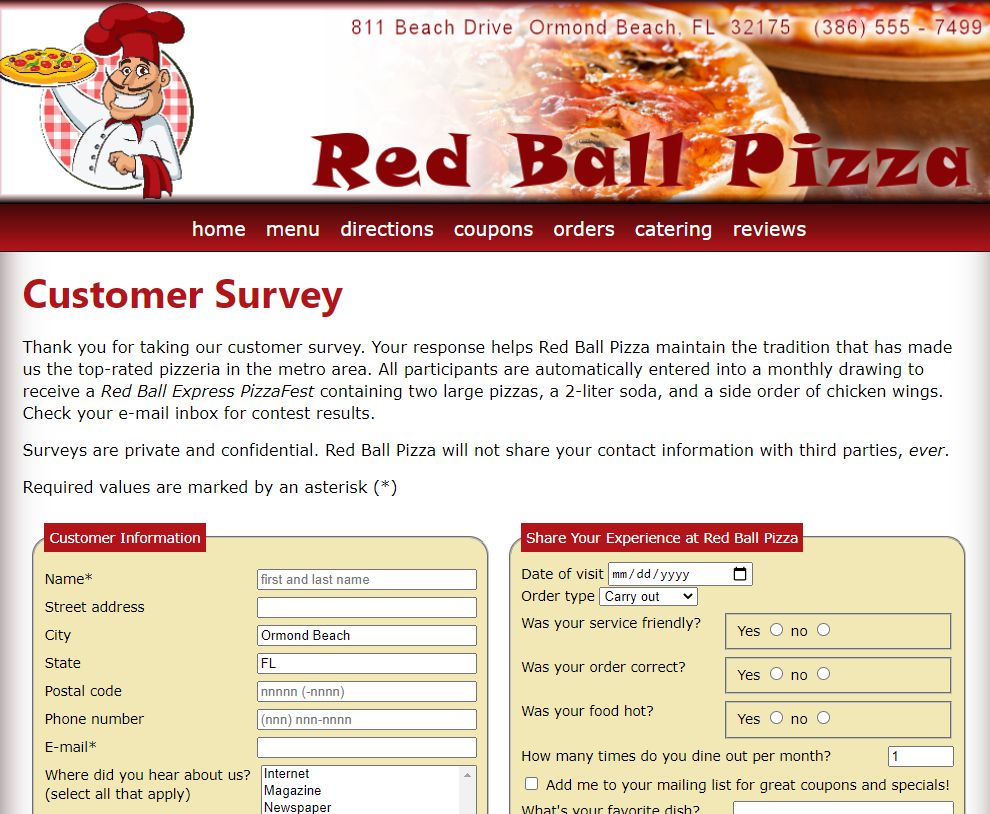 811 Beach Drive Ormond Beach, FL 32175 (386) 555 - 7499
Red Ball Pizza
home menu directions coupons orders catering reviews
Customer Survey
Thank you for taking our customer survey. Your response helps Red Ball Pizza maintain the tradition that has made
us the top-rated pizzeria in the metro area. All participants are automatically entered into a monthly drawing to
receive a Red Ball Express PizzaFest containing two large pizzas, a 2-liter soda, and a side order of chicken wings.
Check your e-mail inbox for contest results.
Surveys are private and confidential. Red Ball Pizza will not share your contact information with third parties, ever.
Required values are marked by an asterisk (*)
Customer Information
Name* first and last name
Street address
City Ormond Beach
State FL
Postal code nnnnn (-nnnn)
Phone number (nnn) nnn-nnnn
E-mail*
Where did you hear about us?
(select all that apply)
Internet
Magazine
Newspaper
Share Your Experience at Red Ball Pizza
Date of visit mm/dd/yyyy
Order type Carry out
Was your service friendly? Yes no
Was your order correct? Yes no
Was your food hot? Yes no
How many times do you dine out per month? 1
Add me to your mailing list for great coupons and specials!
What's your favorite dish?